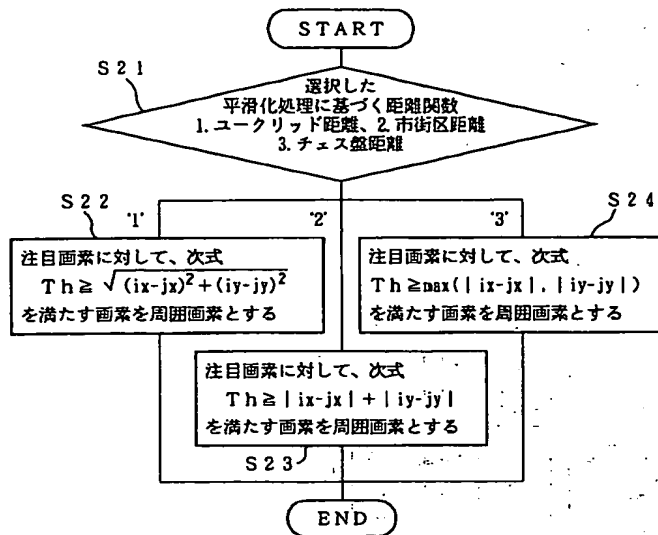 START
S21
選択した
平滑化処理に基づく距離関数
1. ユークリッド距離、2. 市街区距離
3. チェス盤距離
S22
'1'
'2'
'3'
S24
注目画素に対して、次式
Th≧√(ix-jx)²+(iy-jy)²
を満たす画素を周囲画素とする
注目画素に対して、次式
Th≧max(|ix-jx|,|iy-jy|)
を満たす画素を周囲画素とする
注目画素に対して、次式
Th≧|ix-jx|+|iy-jy|
を満たす画素を周囲画素とする
S23
END